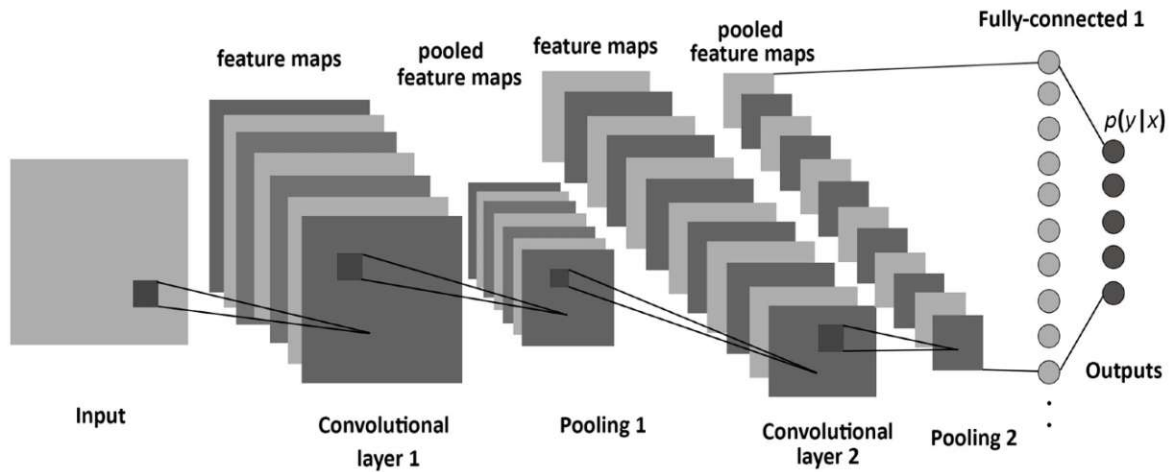 feature maps
pooled
feature maps
feature maps
pooled
feature maps
Fully-connected 1
p(y|x)
Outputs
Input
Convolutional
layer 1
Pooling 1
Convolutional
layer 2
Pooling 2